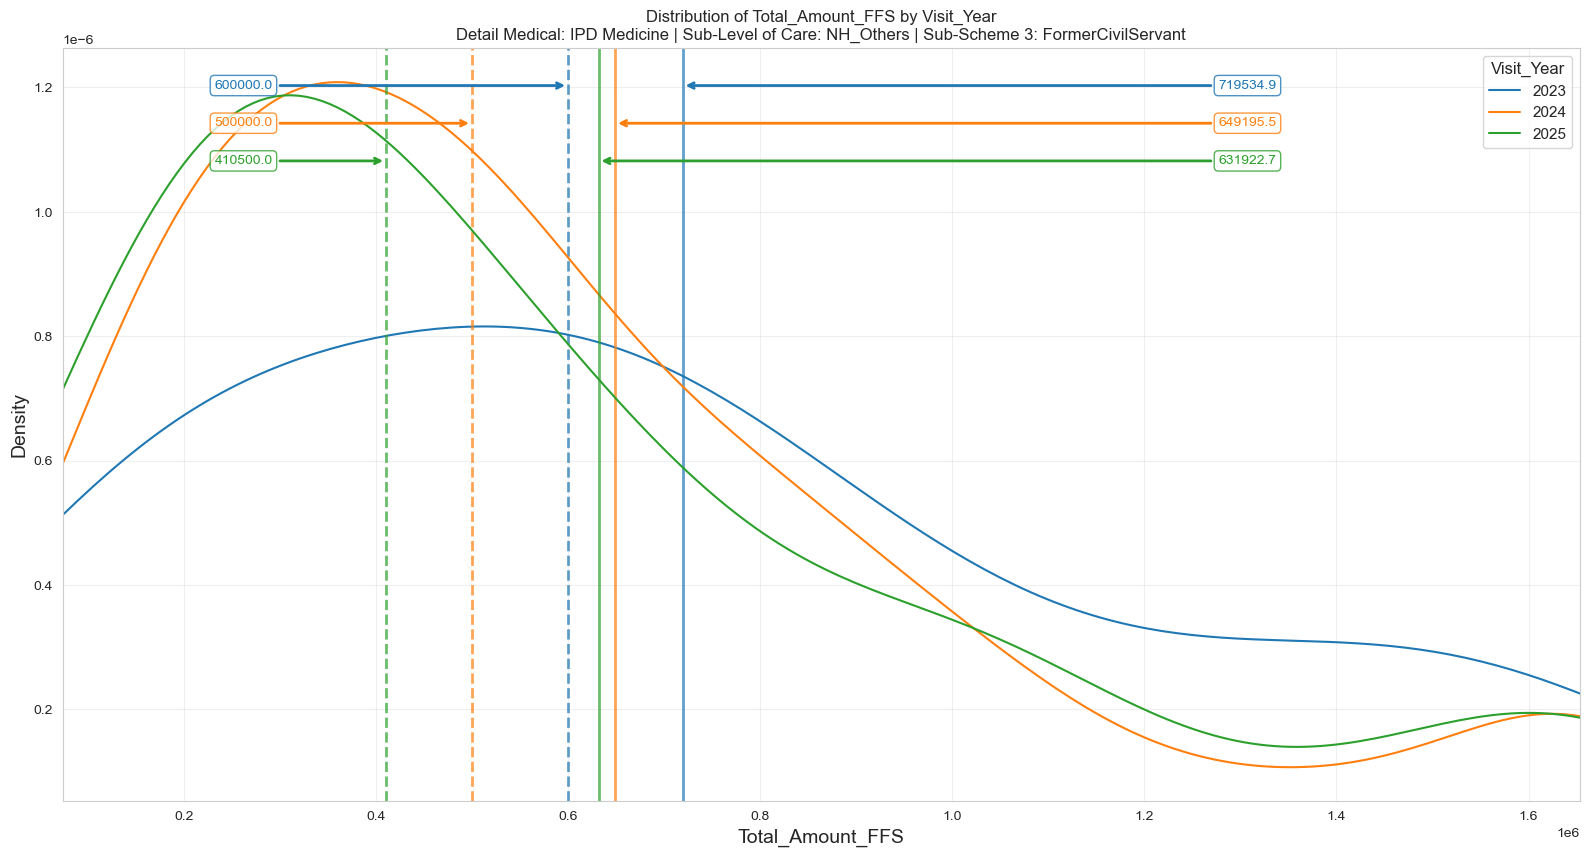 Distribution of Total_Amount_FFS by Visit_Year
Detail Medical: IPD Medicine | Sub-Level of Care: NH_Others | Sub-Scheme 3: FormerCivilServant
1e−6
1.2
1.0
0.8
0.6
0.4
0.2
Density
600000.0
719534.9
500000.0
649195.5
410500.0
631922.7
Visit_Year
2023
2024
2025
0.2 0.4 0.6 0.8 1.0 1.2 1.4 1.6
1e6
Total_Amount_FFS